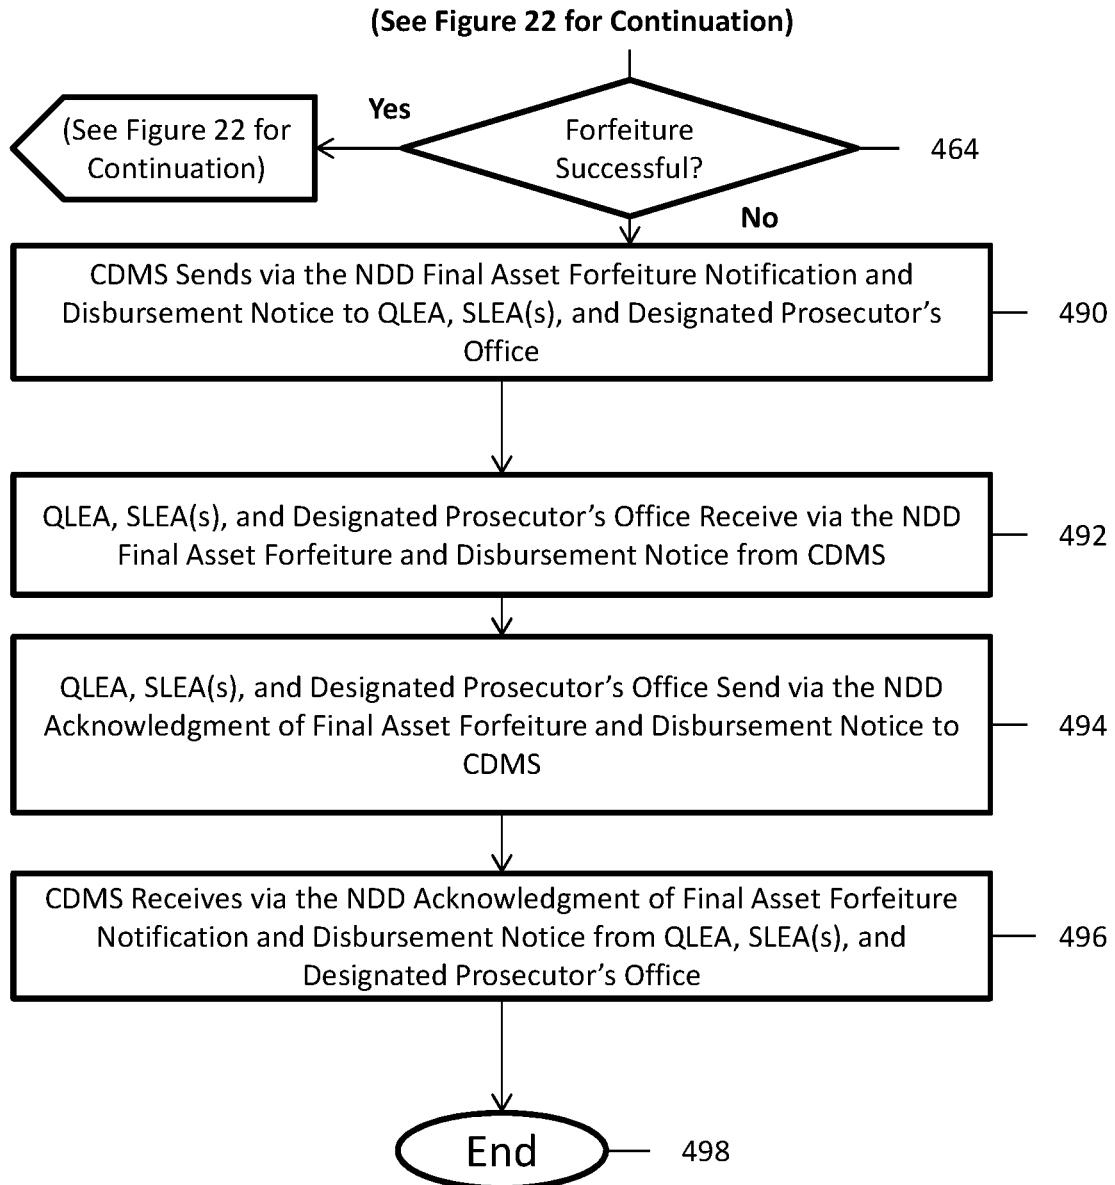 (See Figure 22 for Continuation)
Yes
(See Figure 22 for
Continuation)
Forfeiture
Successful?
464
No
CDMS Sends via the NDD Final Asset Forfeiture Notification and
Disbursement Notice to QLEA, SLEA(s), and Designated Prosecutor's
Office
490
QLEA, SLEA(s), and Designated Prosecutor's Office Receive via the NDD
Final Asset Forfeiture and Disbursement Notice from CDMS
492
QLEA, SLEA(s), and Designated Prosecutor's Office Send via the NDD
Acknowledgment of Final Asset Forfeiture and Disbursement Notice to
CDMS
494
CDMS Receives via the NDD Acknowledgment of Final Asset Forfeiture
Notification and Disbursement Notice from QLEA, SLEA(s), and
Designated Prosecutor's Office
496
End
498